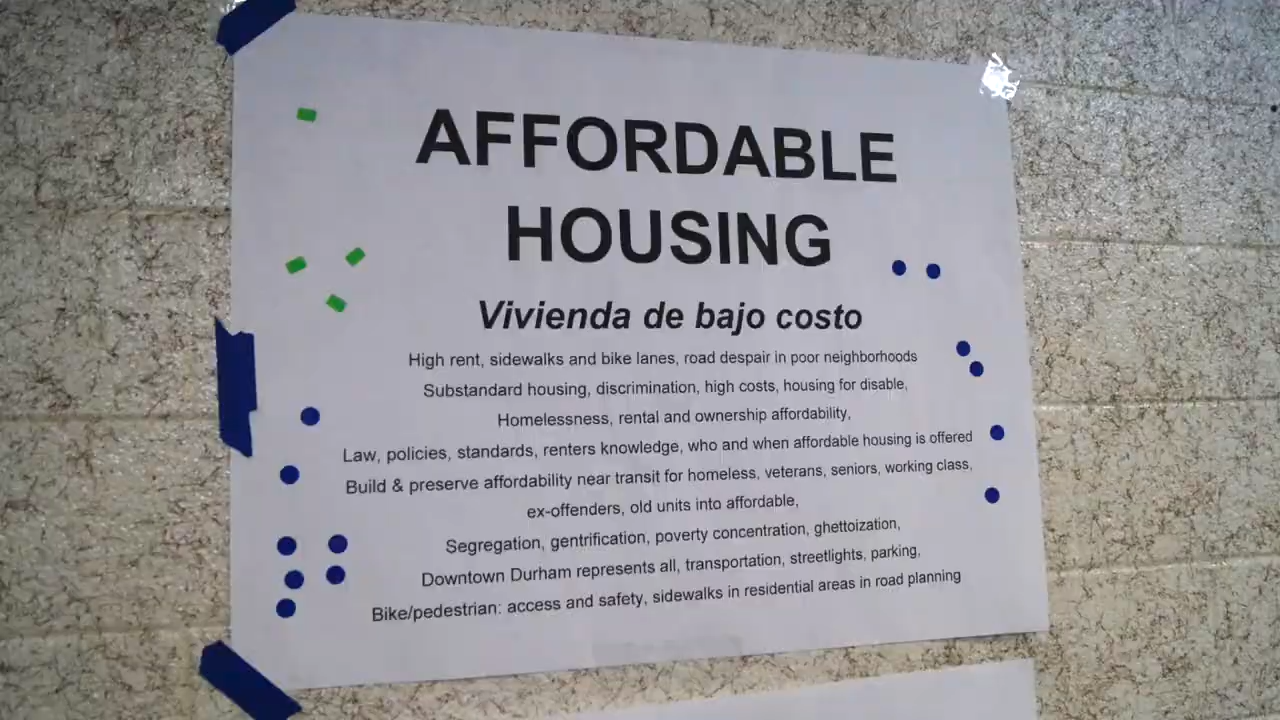 AFFORDABLE
HOUSING
Vivienda de bajo costo
High rent, sidewalks and bike lanes, road despair in poor neighborhoods
Substandard housing, discrimination, high costs, housing for disable,
Homelessness, rental and ownership affordability,
Law, policies, standards, renters knowledge, who and when affordable housing is offered
Build & preserve affordability near transit for homeless, veterans, seniors, working class,
ex-offenders, old units into affordable,
Segregation, gentrification, poverty concentration, ghettoization,
Downtown Durham represents all, transportation, streetlights, parking,
Bike/pedestrian: access and safety, sidewalks in residential areas in road planning